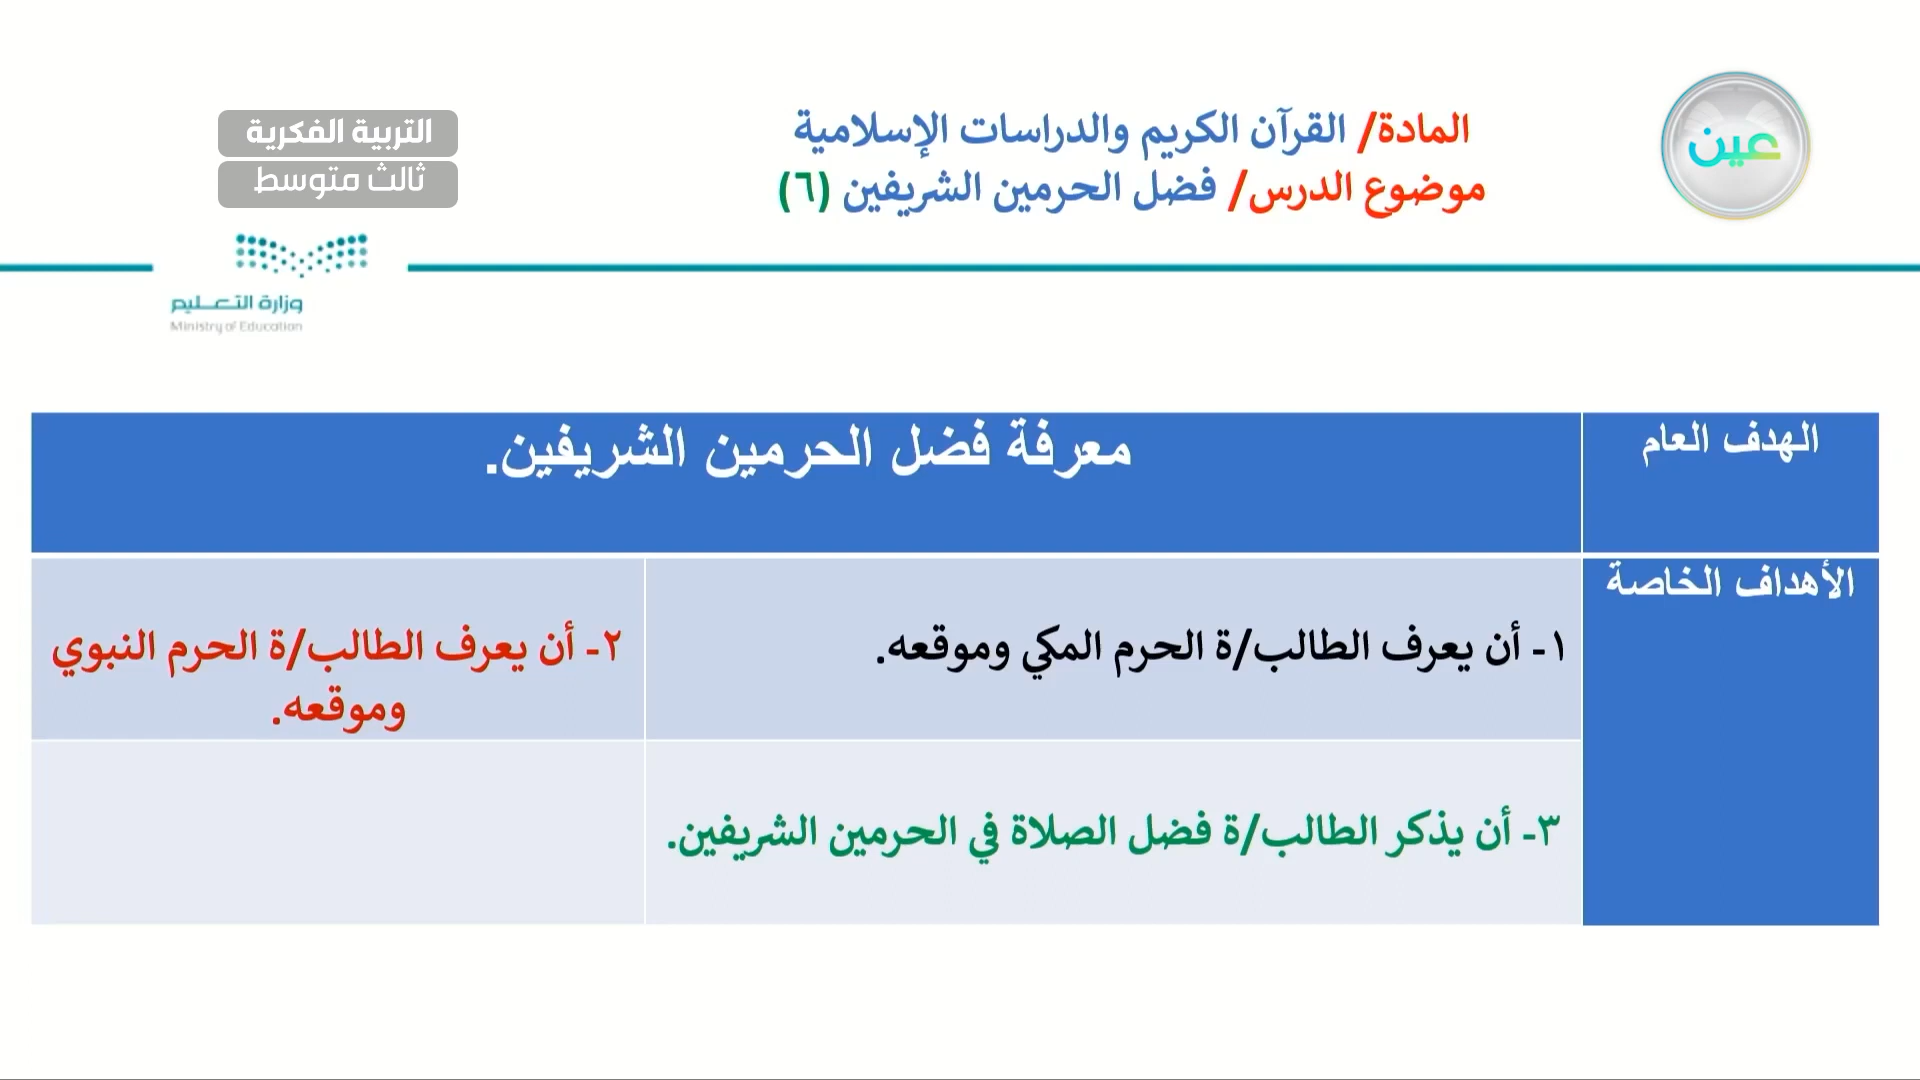 عين
المادة/ القرآن الكريم والدراسات الإسلامية
موضوع الدرس/ فضل الحرمين الشريفين (٦)
التربية الفكرية
ثالث متوسط
وزارة التعليم
Ministry of Education
الهدف العام
معرفة فضل الحرمين الشريفين.
الأهداف الخاصة
١- أن يعرف الطالب/ة الحرم المكي وموقعه.
٢- أن يعرف الطالب/ة الحرم النبوي
وموقعه.
٣- أن يذكر الطالب/ة فضل الصلاة في الحرمين الشريفين.